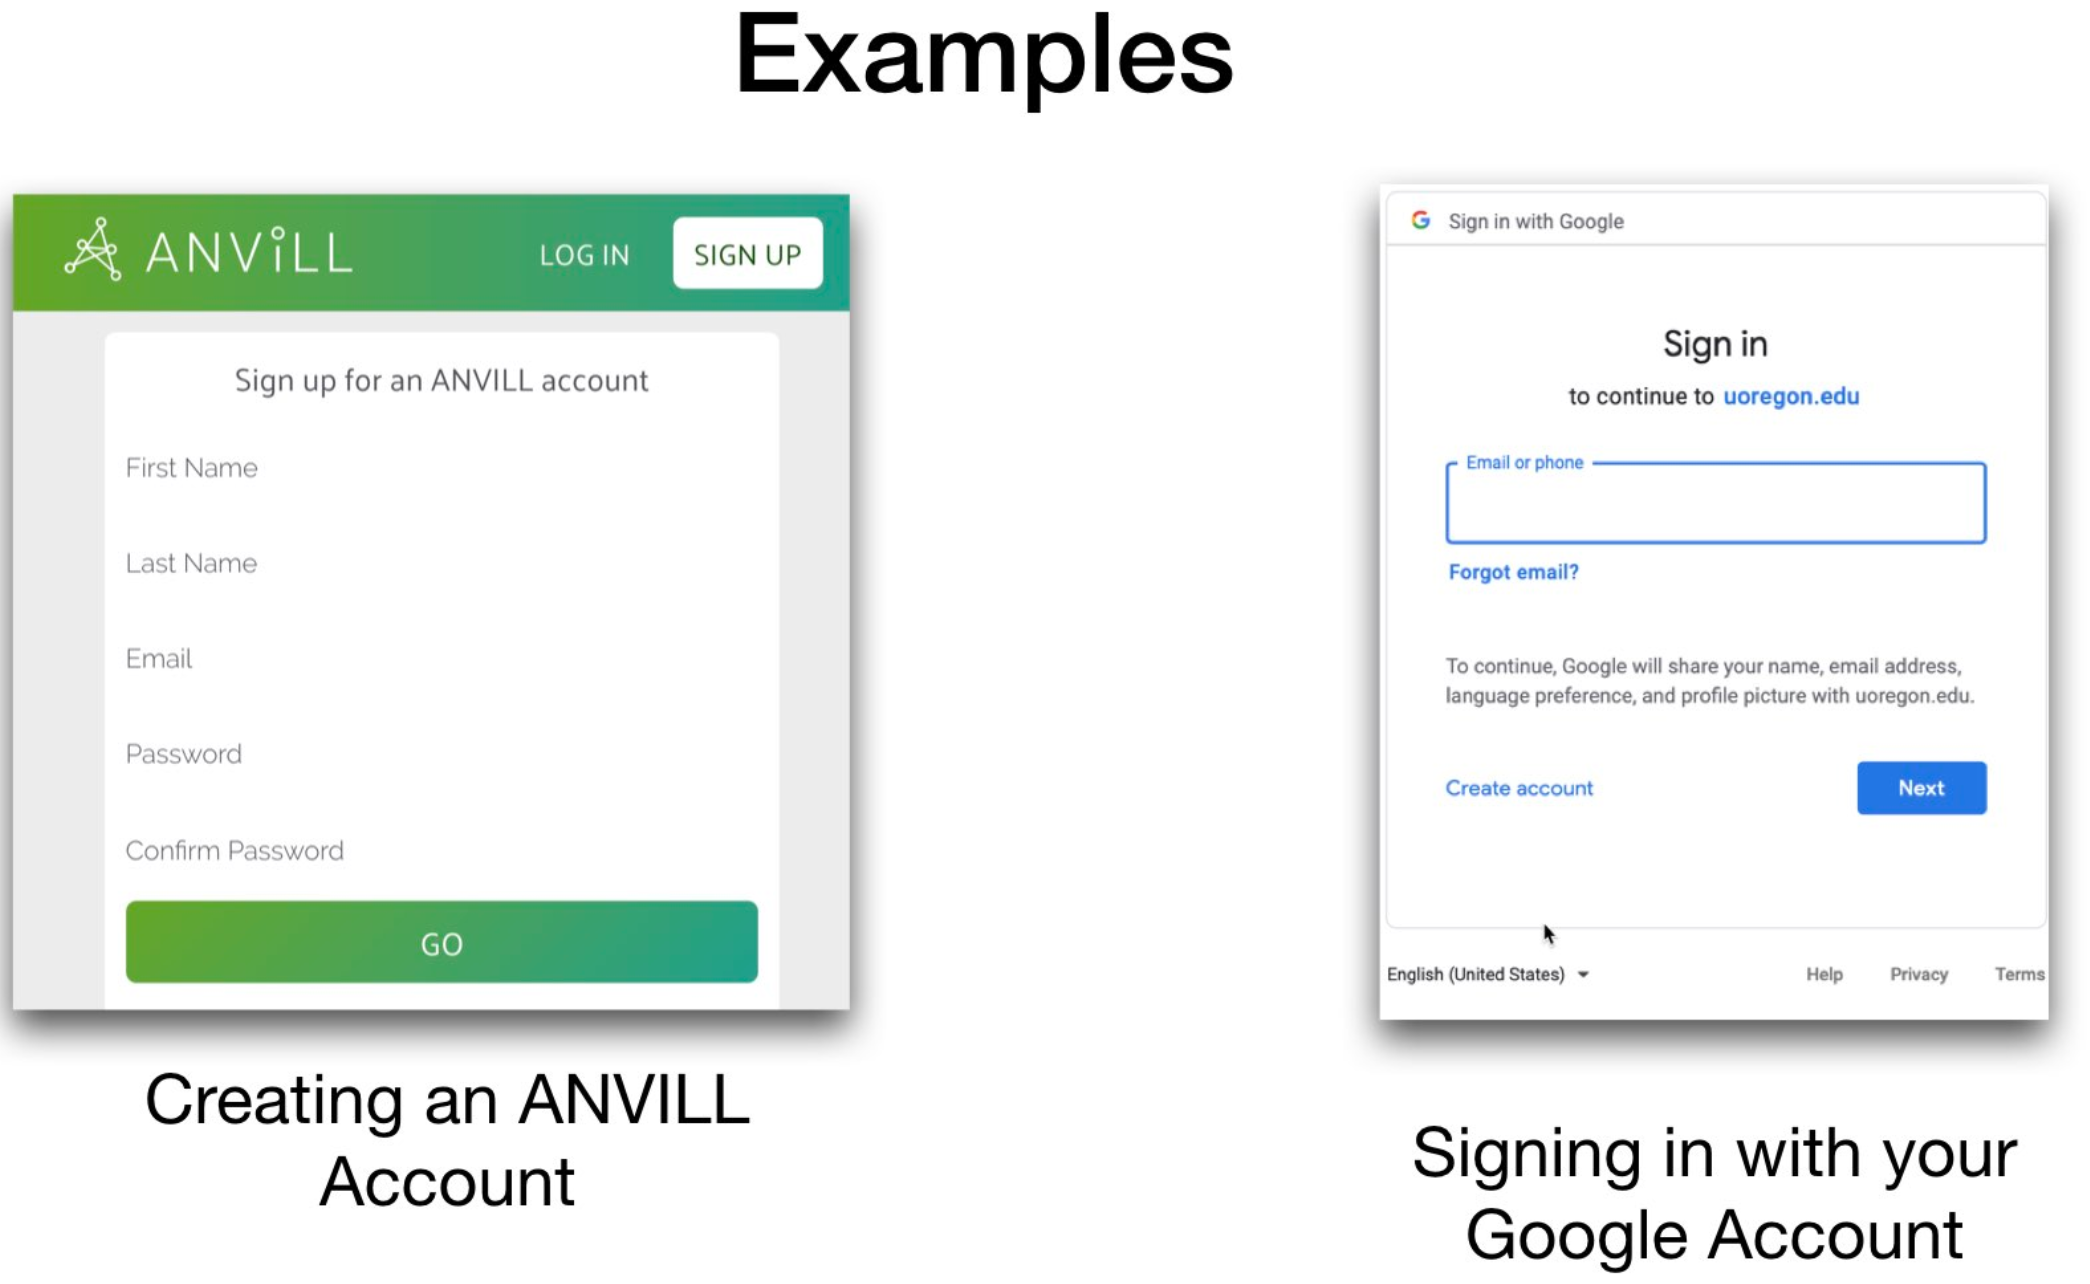 Examples
ANViLL
LOG IN
SIGN UP
Sign up for an ANVILL account
First Name
Last Name
Email
Password
Confirm Password
GO
Creating an ANVILL
Account
G Sign in with Google
Sign in
to continue to uoregon.edu
Email or phone
Forgot email?
To continue, Google will share your name, email address,
language preference, and profile picture with uoregon.edu.
Create account
Next
English (United States)
Help
Privacy
Terms
Signing in with your
Google Account